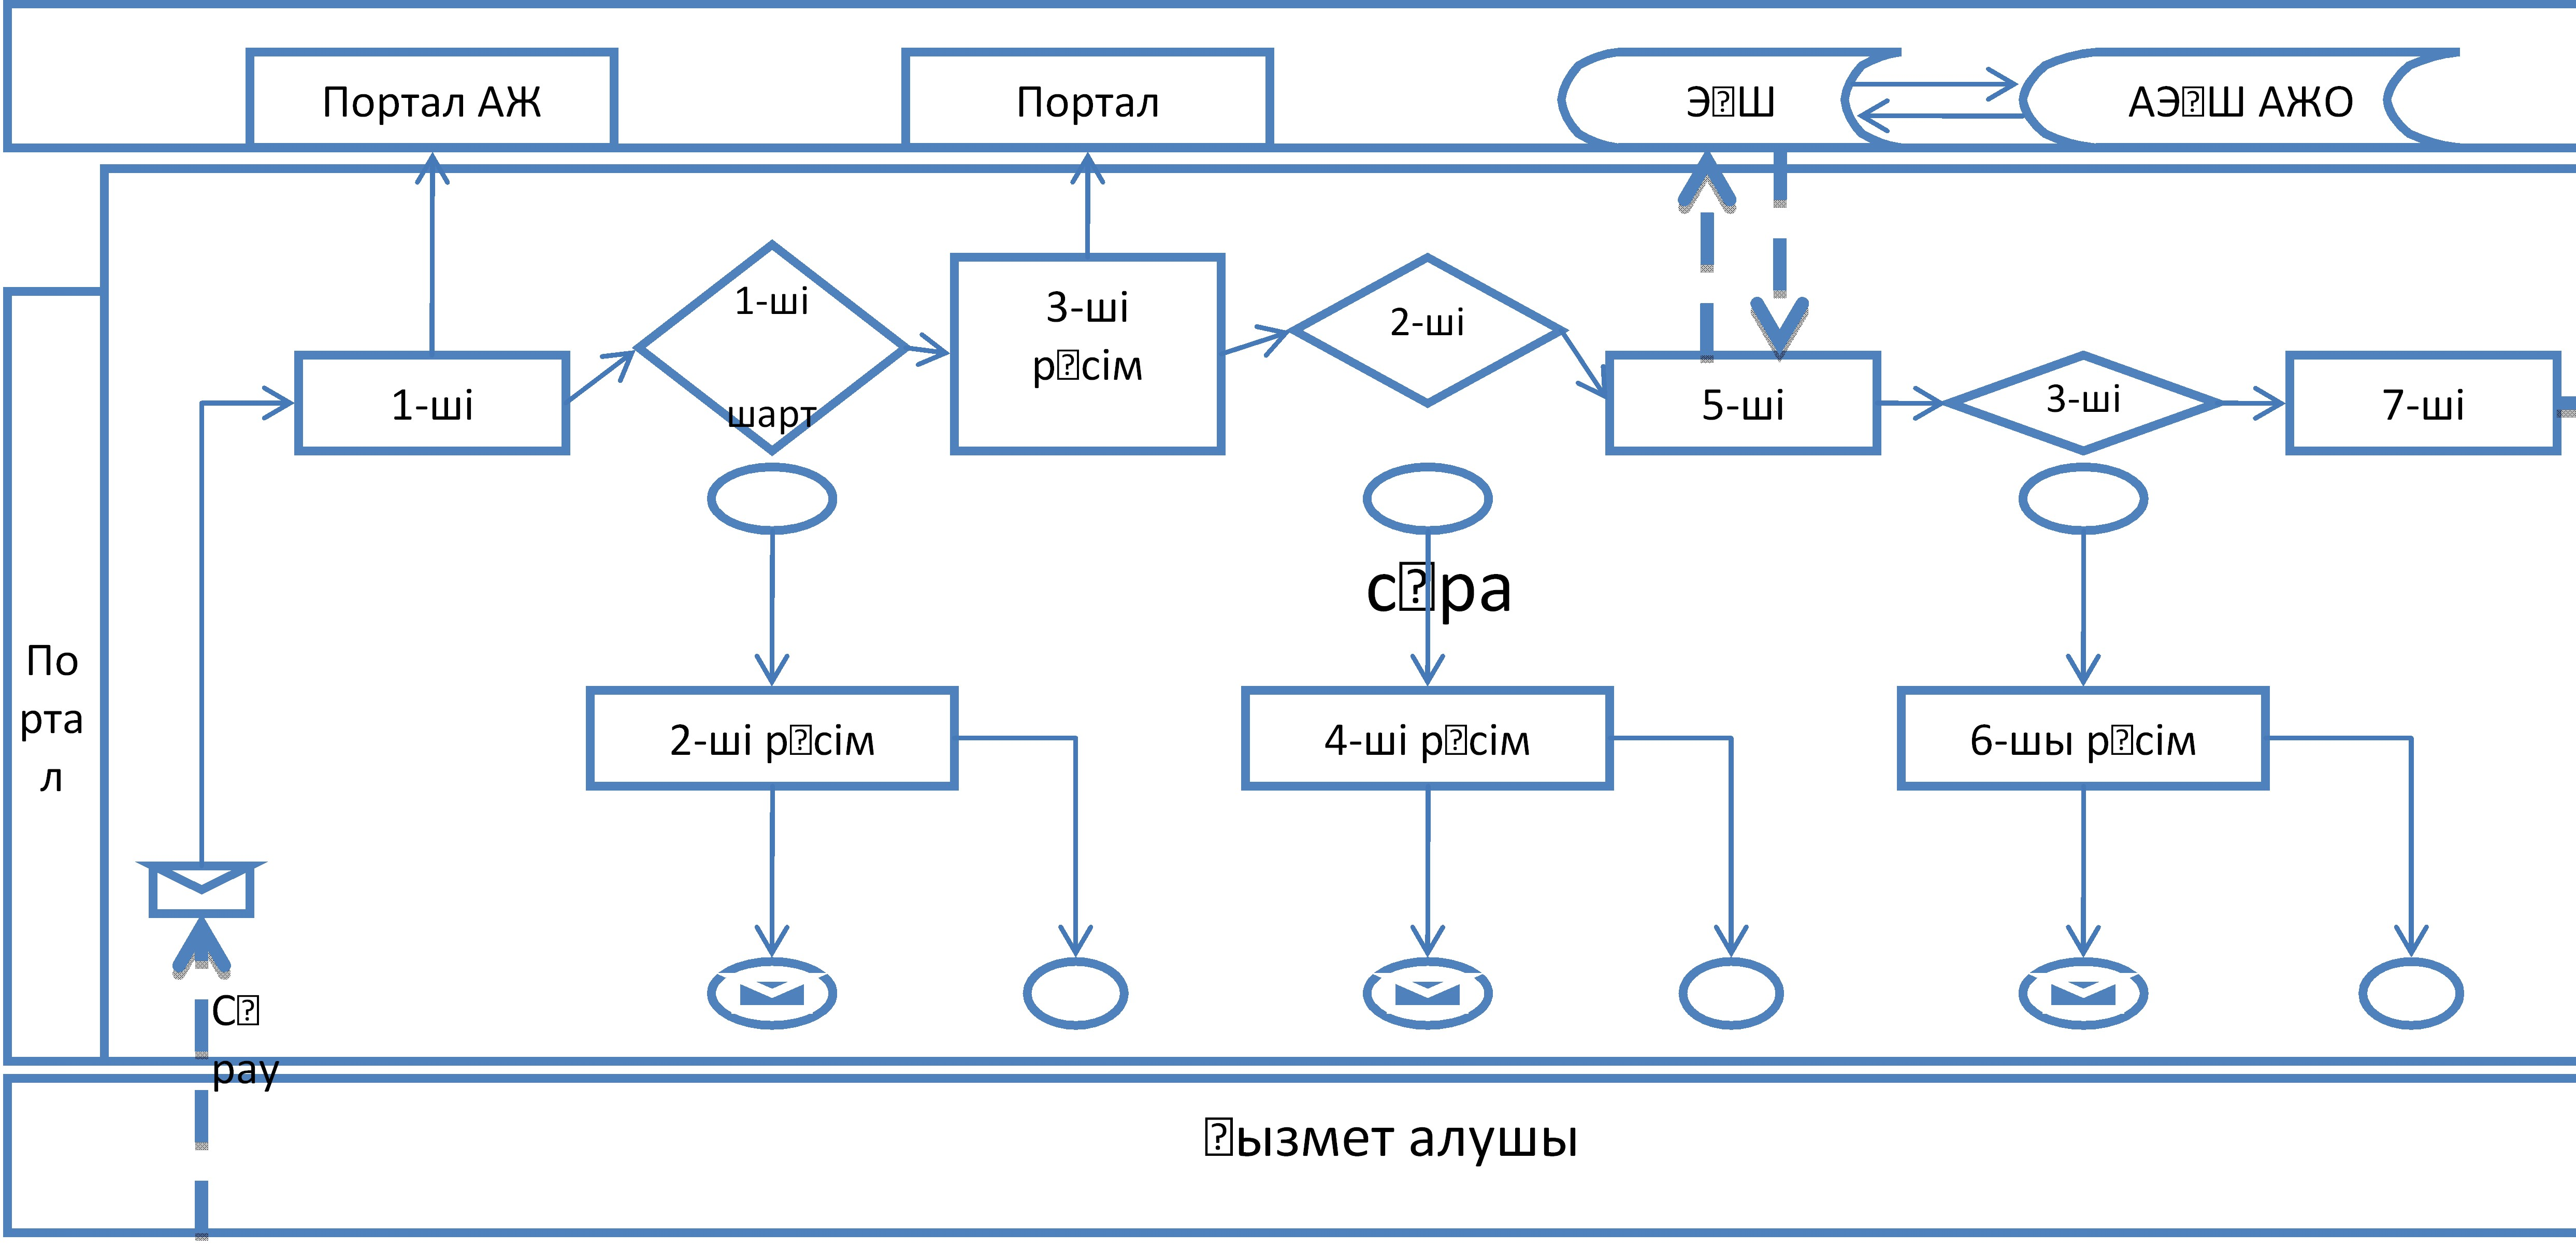 Портал АЖ
Портал
Э�Ш
АЭ�Ш АЖО
1-ші
1-ші
шарт
3-ші
р�сім
2-ші
5-ші
3-ші
7-ші
с�ра
По
рта
л
2-ші р�сім
4-ші р�сім
6-шы р�сім
С�
рау
�ызмет алушы